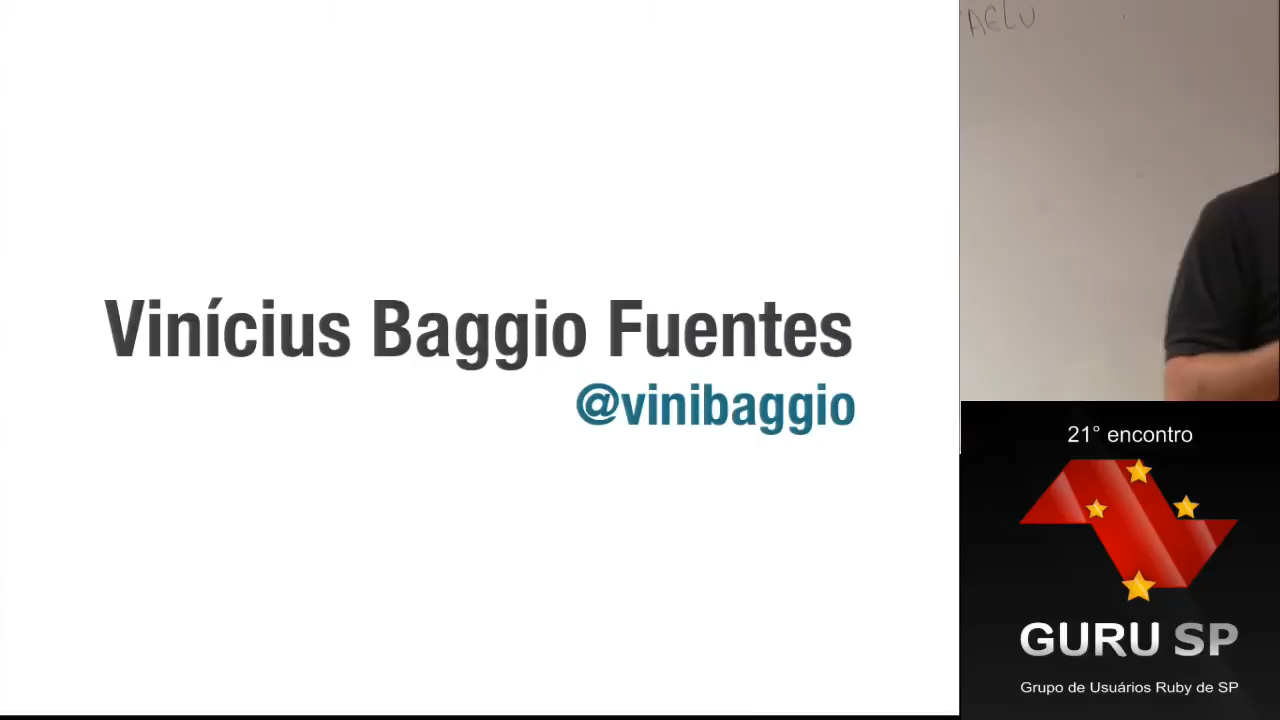 Vinícius Baggio Fuentes
@vinibaggio
21° encontro
GURU SP
Grupo de Usuários Ruby de SP